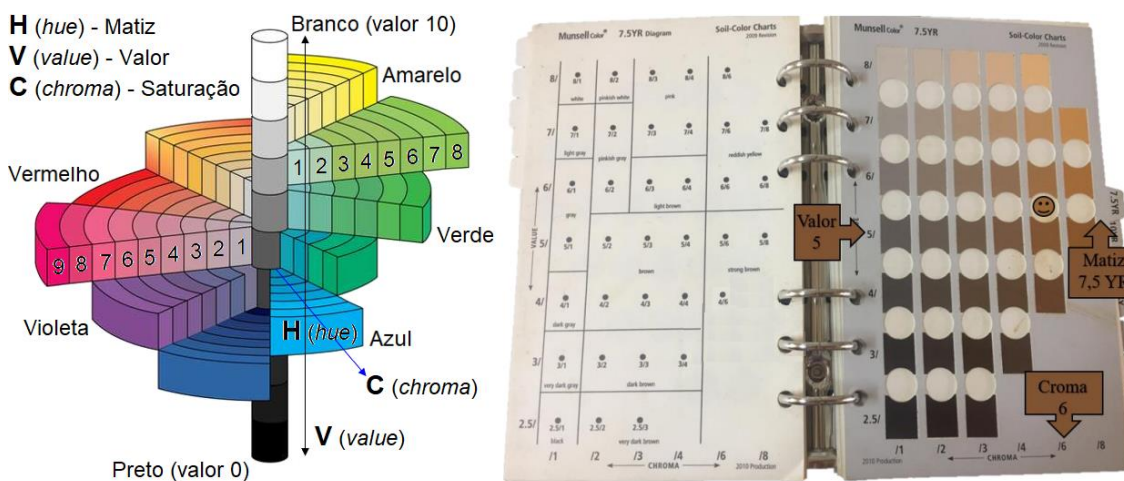 H (hue) - Matiz
V (value) - Valor
C (chroma) - Saturação
Branco (valor 10)
Amarelo
1 2 3 4 5 6 7 8
Vermelho
Verde
9 8 7 6 5 4 3 2 1
Violeta
H (hue)
Azul
C (chroma)
V (value)
Preto (valor 0)
Munsell Color® 7.5YR Diagram Soil-Color Charts
2009 Revision
8/ 8/1 8/2 8/3 8/4 8/6
white pinkish white pink
7/ 7/1 7/2 7/3 7/4 7/6 7/8
light gray pinkish gray reddish yellow
6/ 6/1 6/2 6/3 6/4 6/6 6/8
gray light brown
VALUE
5/ 5/1 5/2 5/3 5/4 5/6 5/8
brown strong brown
4/ 4/1 4/2 4/3 4/4 4/6
dark gray
3/ 3/1 3/2 3/3 3/4
very dark gray dark brown
2.5/ 2.5/1 2.5/2 2.5/3
black very dark brown
/1 /2 /3 /4 /6 /8
CHROMA 2010 Production
Munsell Color® 7.5YR Soil-Color Charts
2009 Revision
8/
7/
6/
5/
4/
3/
2.5/
Valor
5
7.5YR
Matiz
7,5 YR
Croma
6
/1 /2 /3 /4 /6 /8
2010 Production CHROMA